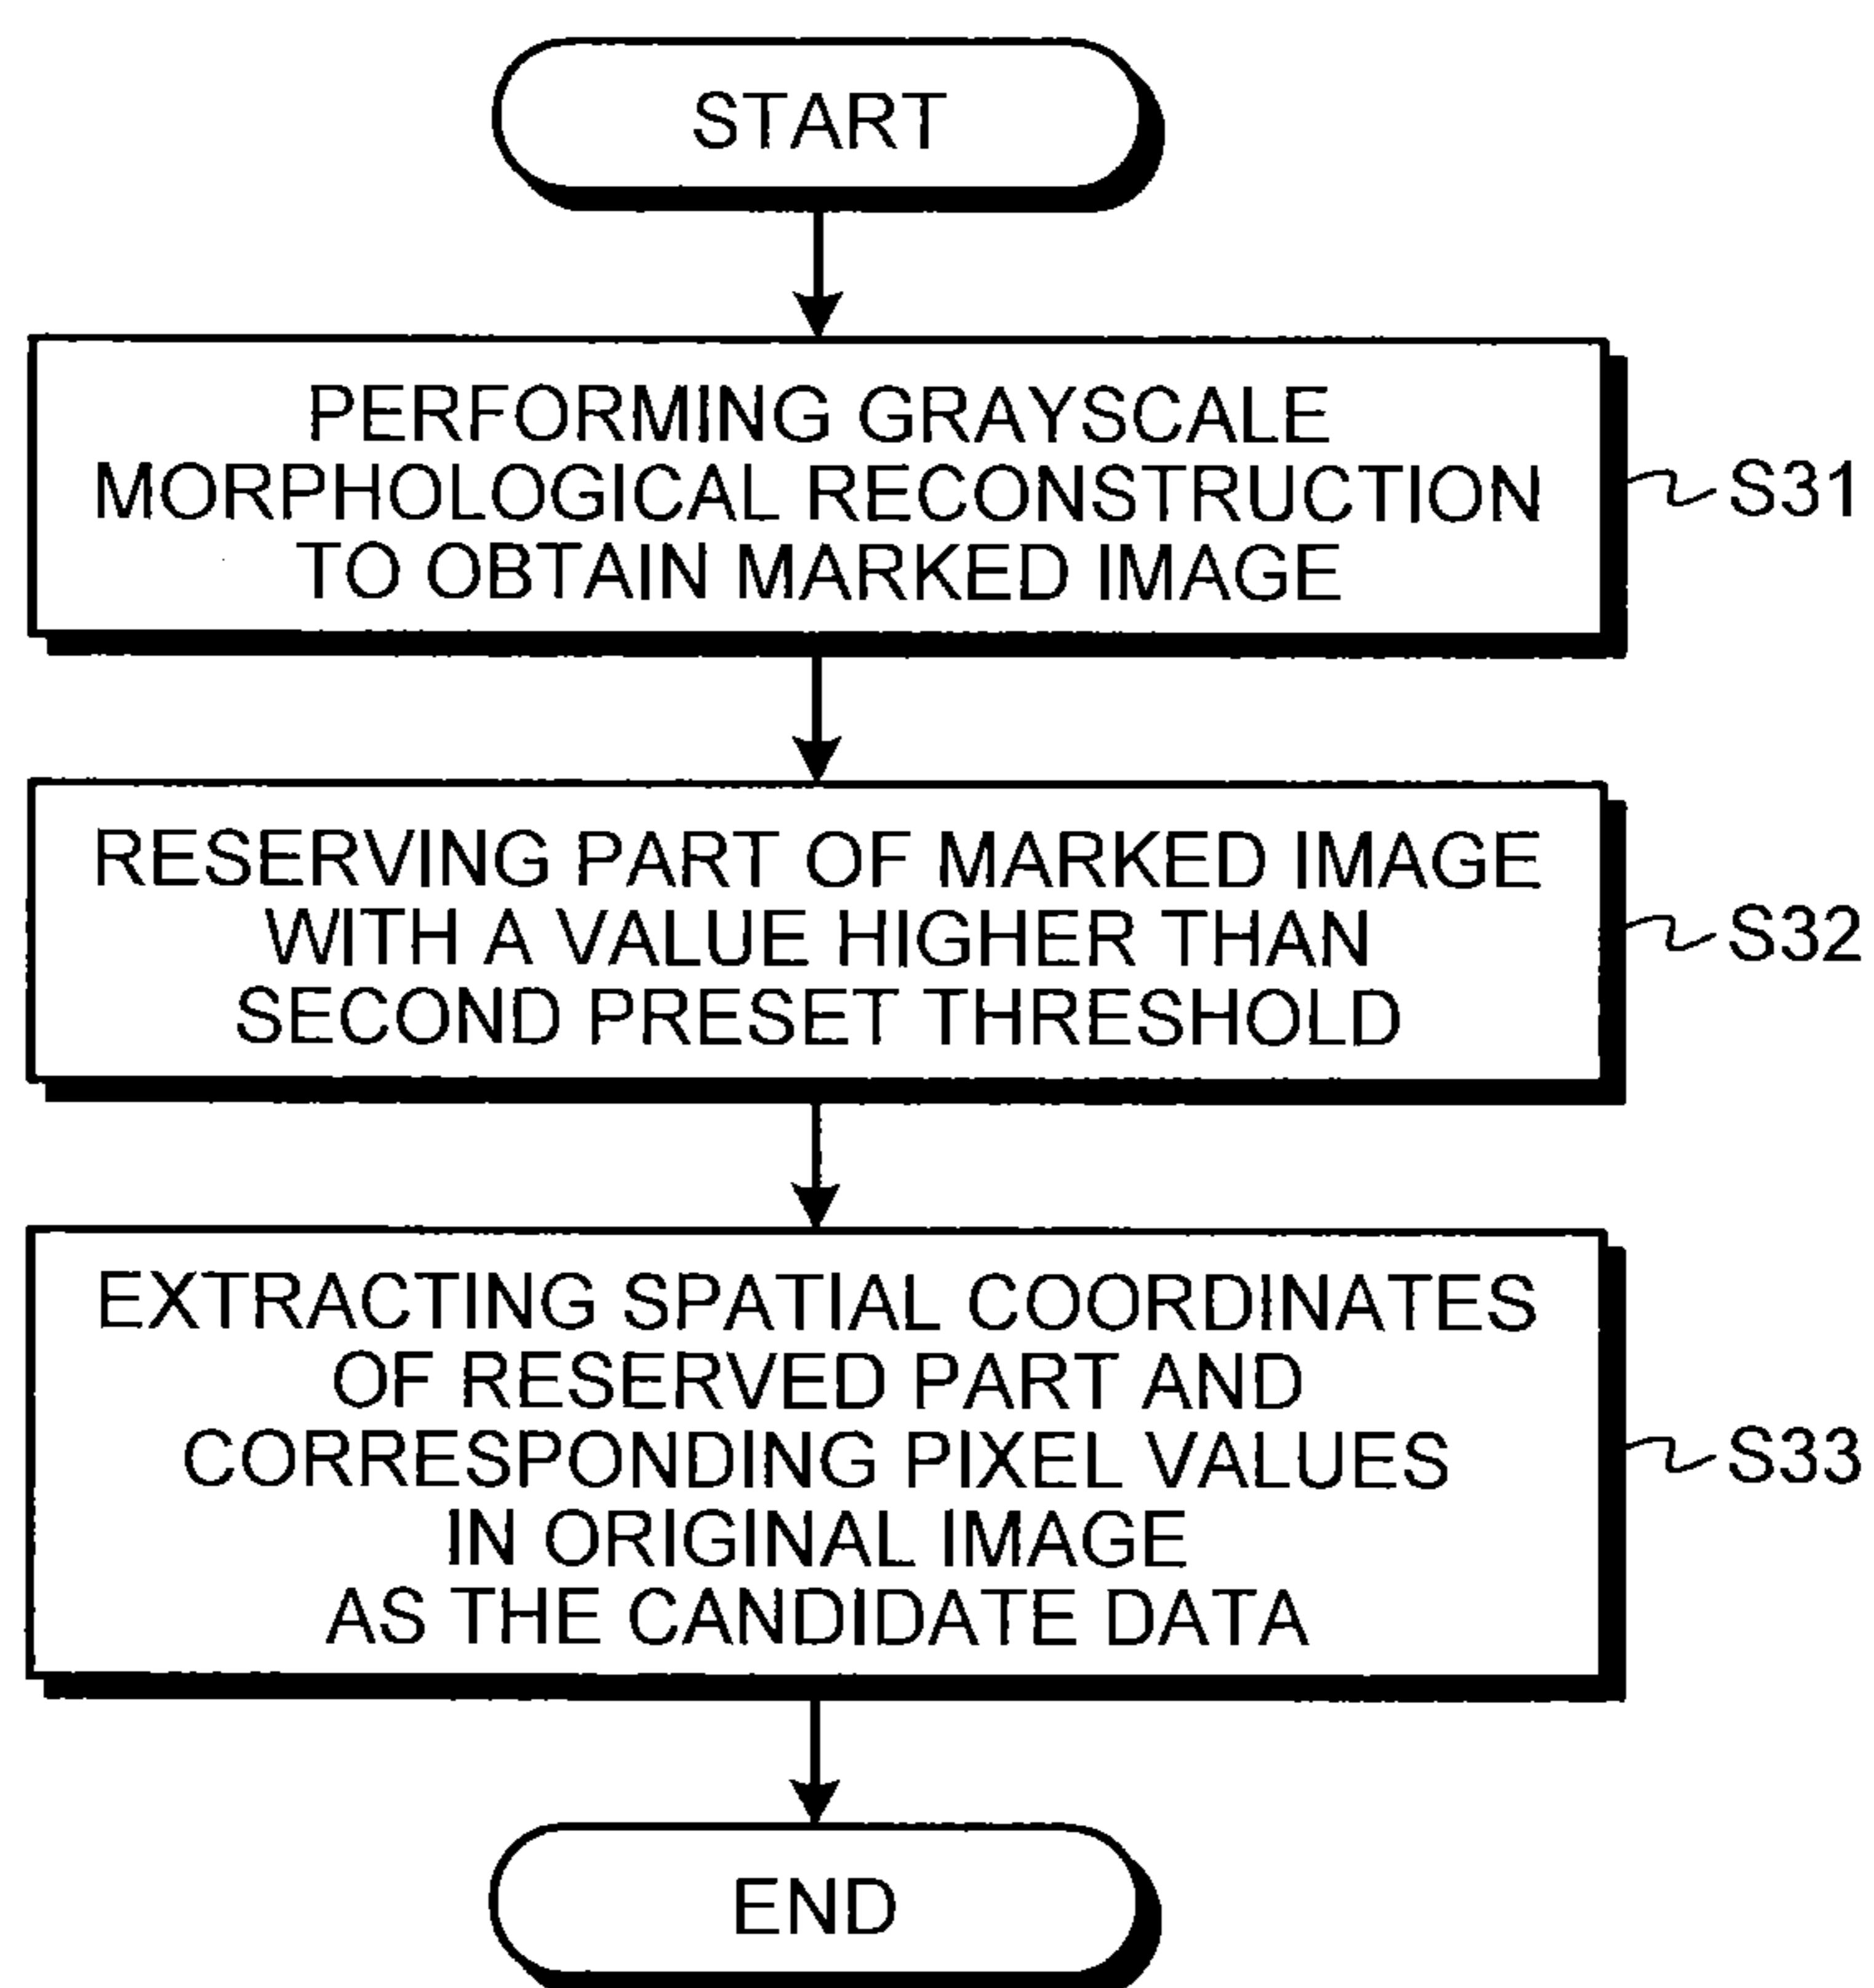 START
PERFORMING GRAYSCALE
MORPHOLOGICAL RECONSTRUCTION
TO OBTAIN MARKED IMAGE
S31
RESERVING PART OF MARKED IMAGE
WITH A VALUE HIGHER THAN
SECOND PRESET THRESHOLD
S32
EXTRACTING SPATIAL COORDINATES
OF RESERVED PART AND
CORRESPONDING PIXEL VALUES
IN ORIGINAL IMAGE
AS THE CANDIDATE DATA
S33
END